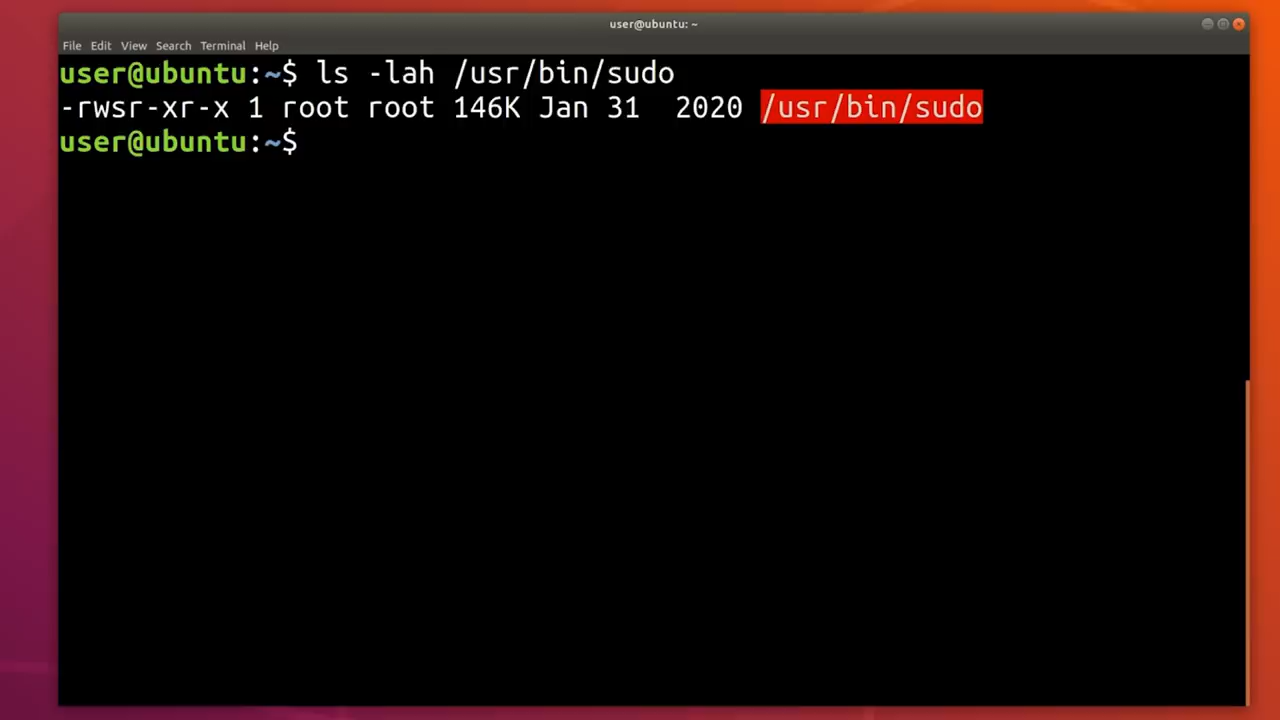 user@ubuntu: ~
File Edit View Search Terminal Help
user@ubuntu:~$ ls -lah /usr/bin/sudo
-rwsr-xr-x 1 root root 146K Jan 31  2020 /usr/bin/sudo
user@ubuntu:~$